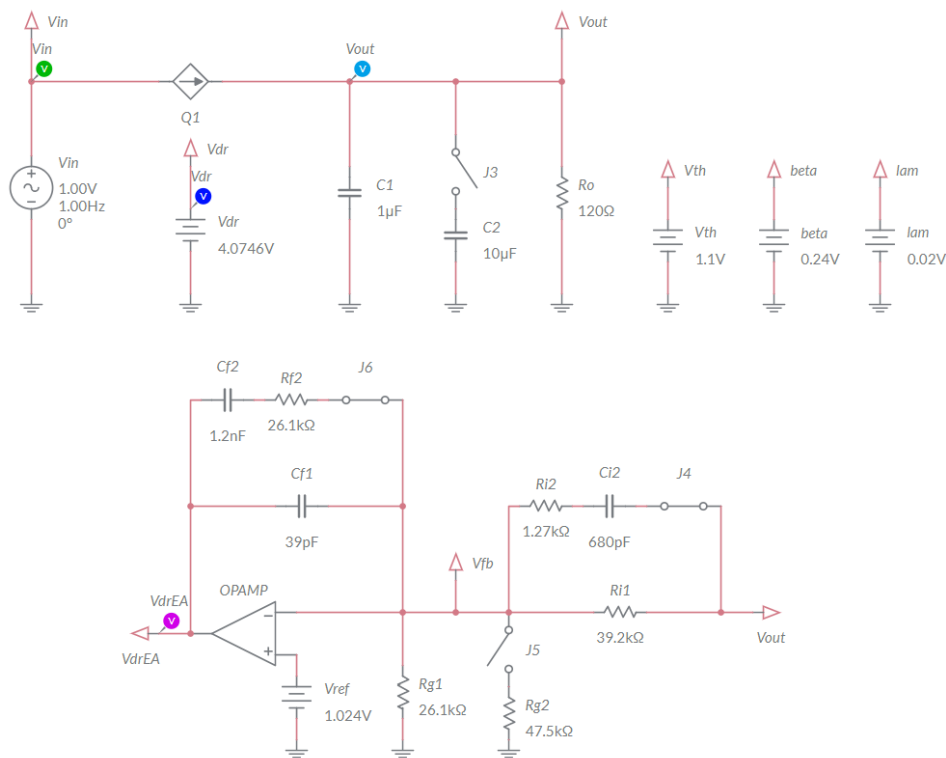 Vin
Vin
Vin
1.00V
1.00Hz
0°
Q1
Vdr
Vdr
Vdr
4.0746V
Vout
C1
1µF
J3
C2
10µF
Vout
Ro
120Ω
Vth
Vth
1.1V
beta
beta
0.24V
lam
lam
0.02V
Cf2
1.2nF
Rf2
26.1kΩ
J6
Cf1
39pF
OPAMP
VdrEA
VdrEA
Vref
1.024V
Rg1
26.1kΩ
Vfb
J5
Rg2
47.5kΩ
Ri2
1.27kΩ
Ci2
680pF
J4
Ri1
39.2kΩ
Vout